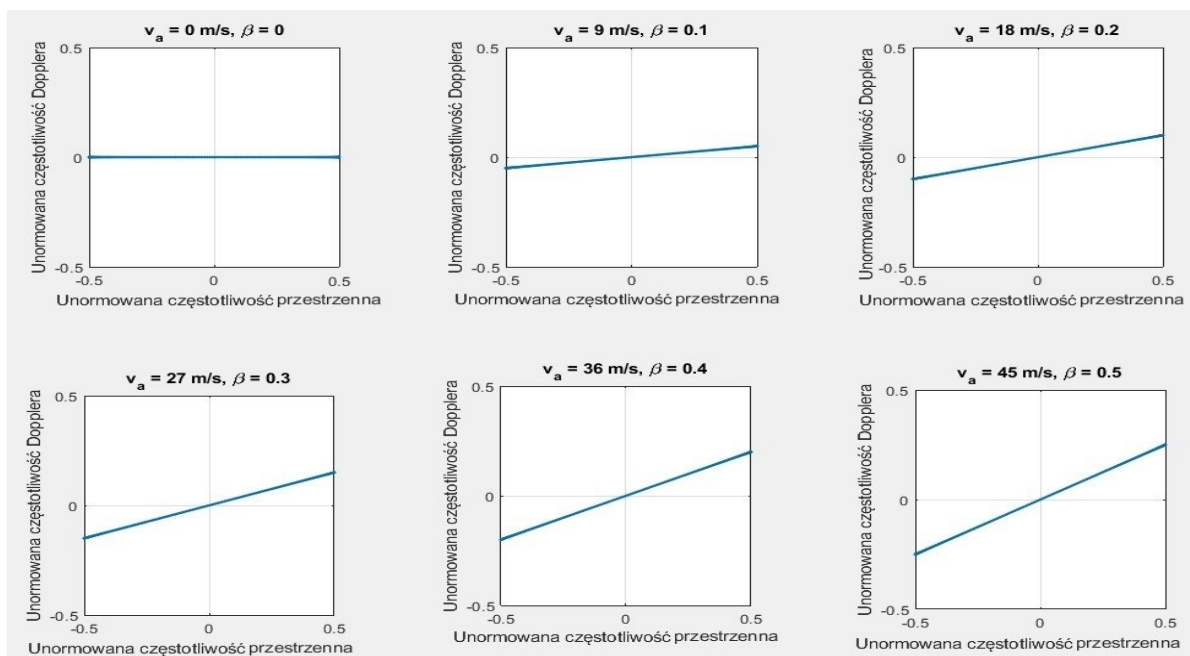 v_a = 0 m/s, β = 0
0.5
0
-0.5
-0.5 0 0.5
Unormowana częstotliwość Dopplera
Unormowana częstotliwość przestrzenna
v_a = 9 m/s, β = 0.1
0.5
0
-0.5
-0.5 0 0.5
Unormowana częstotliwość Dopplera
Unormowana częstotliwość przestrzenna
v_a = 18 m/s, β = 0.2
0.5
0
-0.5
-0.5 0 0.5
Unormowana częstotliwość Dopplera
Unormowana częstotliwość przestrzenna
v_a = 27 m/s, β = 0.3
0.5
0
-0.5
-0.5 0 0.5
Unormowana częstotliwość Dopplera
Unormowana częstotliwość przestrzenna
v_a = 36 m/s, β = 0.4
0.5
0
-0.5
-0.5 0 0.5
Unormowana częstotliwość Dopplera
Unormowana częstotliwość przestrzenna
v_a = 45 m/s, β = 0.5
0.5
0
-0.5
-0.5 0 0.5
Unormowana częstotliwość Dopplera
Unormowana częstotliwość przestrzenna